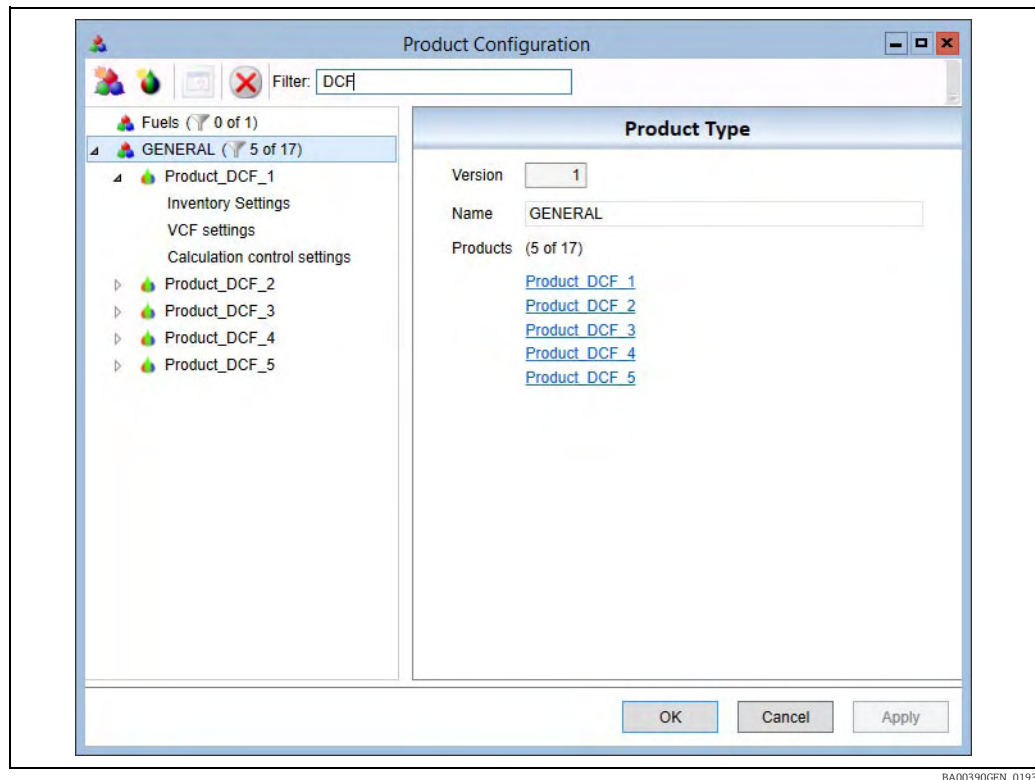 Product Configuration
Filter: DCF
Fuels ( 0 of 1)
GENERAL ( 5 of 17)
Product_DCF_1
Inventory Settings
VCF settings
Calculation control settings
Product_DCF_2
Product_DCF_3
Product_DCF_4
Product_DCF_5
Product Type
Version 1
Name GENERAL
Products (5 of 17)
Product_DCF_1
Product_DCF_2
Product_DCF_3
Product_DCF_4
Product_DCF_5
OK Cancel Apply
BA00390GEN_0193